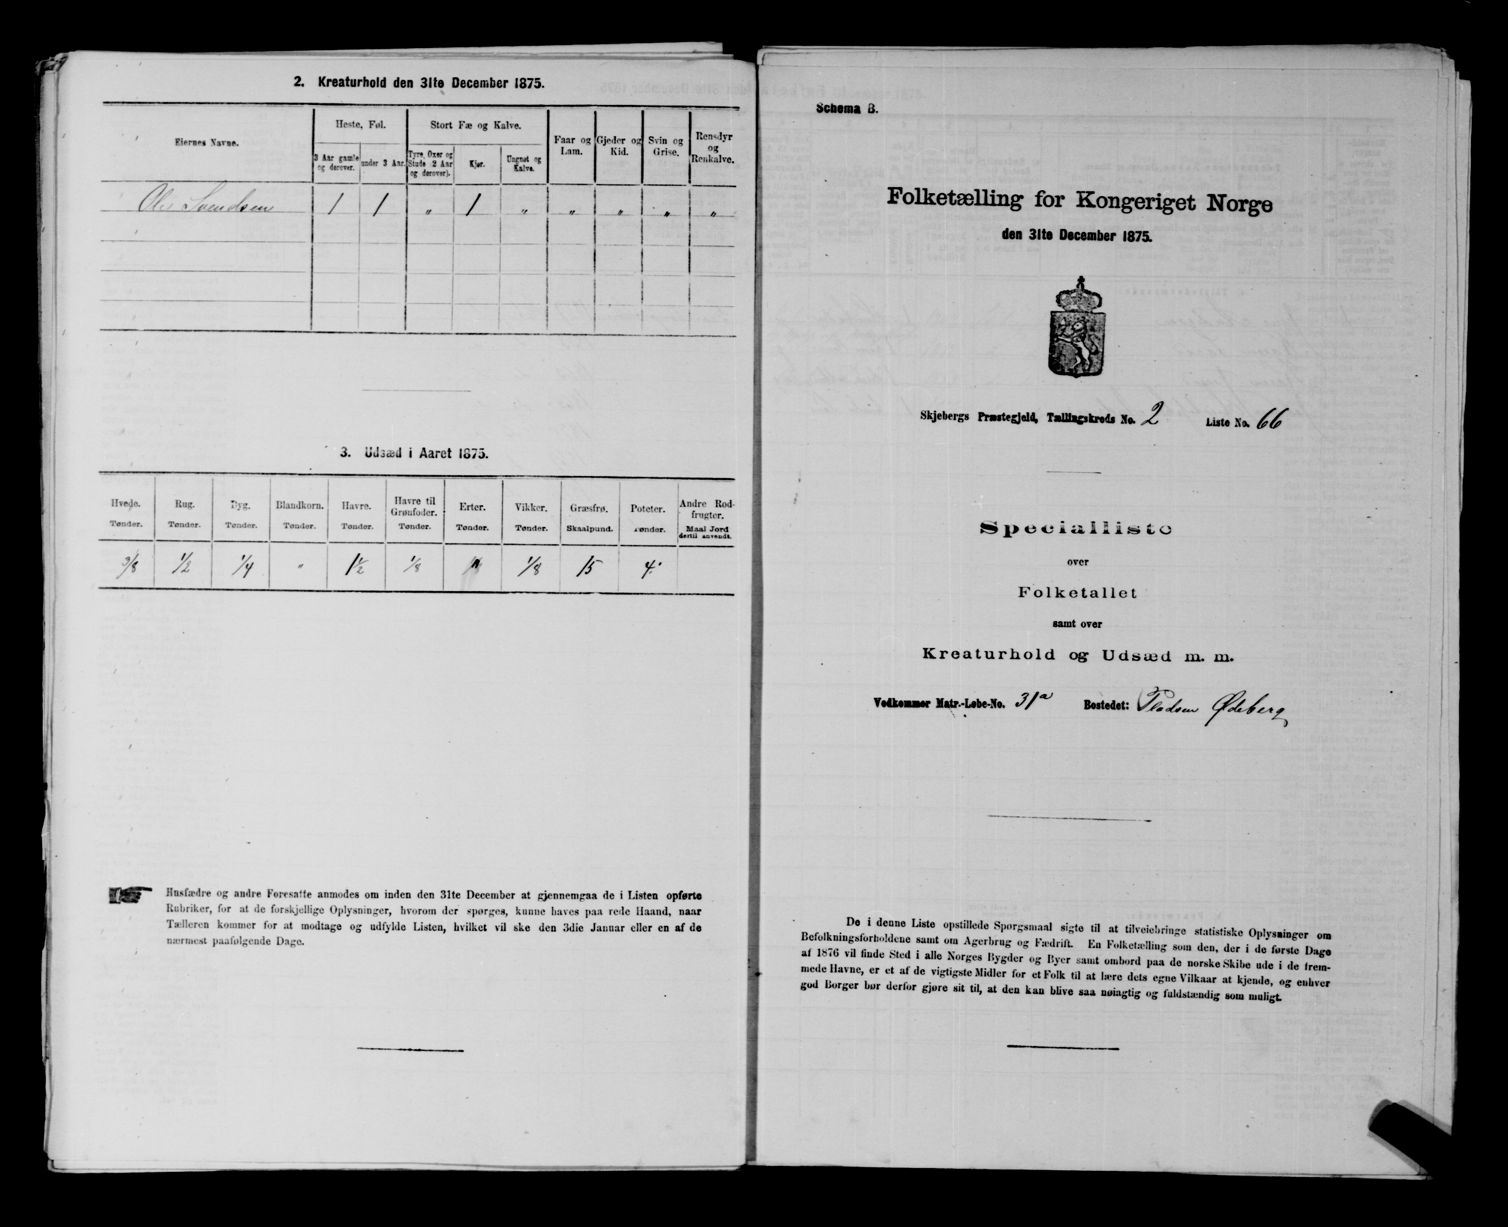 2. Kreaturhold den 31te December 1875.
Eiernes Navne.
Heste, Føl.
Stort Fæ og Kalve.
Faar og Lam.
Gjeder og Kid.
Svin og Grise.
Rensdyr og Renkalve.
3 Aar gamle og derover.
under 3 Aar.
Tyre, Oxer og Stude (2 Aar og derover).
Kjør.
Ungnøt og Kalve.
Ole Svendsen 1 1 " 1 " " " " "
3. Udsæd i Aaret 1875.
Hvede. Rug. Byg. Blandkorn. Havre. Havre til Grønfoder. Erter. Vikker. Græsfrø. Poteter. Andre Rodfrugter.
Tønder. Tønder. Tønder. Tønder. Tønder. Tønder. Tønder. Tønder. Skaalpund. Tønder. Maal Jord dertil anvendt.
3/8 1/2 1/4 " 1 1/2 1/8 " 1/8 15 4
Husfædre og andre Foresatte anmodes om inden den 31te December at gjennemgaa de i Listen opførte
Rubriker, for at de forskjellige Oplysninger, hvorom der spørges, kunne haves paa rede Haand, naar
Tælleren kommer for at modtage og udfylde Listen, hvilket vil ske den 3die Januar eller en af de
nærmest paafølgende Dage.
Schema B.
Folketælling for Kongeriget Norge
den 31te December 1875.
Skjebergs Præstegjeld, Tællingskreds No. 2 Liste No. 66
Specialliste
over
Folketallet
samt over
Kreaturhold og Udsæd m. m.
Vedkommer Matr.-Løbe-No. 31a Bostedet: Pladsen Ødeberg
De i denne Liste opstillede Spørgsmaal sigte til at tilveiebringe statistiske Oplysninger om
Befolkningsforholdene samt om Agerbrug og Fædrift. En Folketælling som den, der i de første Dage
af 1876 vil finde Sted i alle Norges Bygder og Byer samt ombord paa de norske Skibe ude i de frem-
mede Havne, er et af de vigtigste Midler for et Folk til at lære dets egne Vilkaar at kjende, og enhver
god Borger bør derfor gjøre sit til, at den kan blive saa nøiagtig og fuldstændig som muligt.